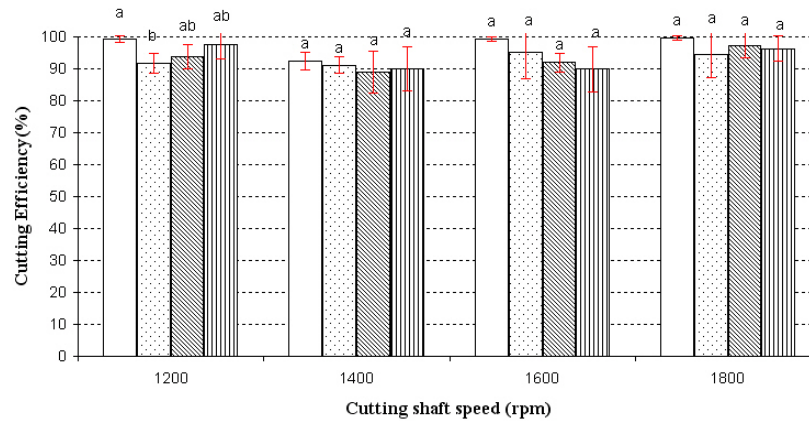 a b ab ab a a a a a a a a a a a a
100
90
80
70
60
50
40
30
20
10
0
Cutting Efficiency (%)
1200 1400 1600 1800
Cutting shaft speed (rpm)